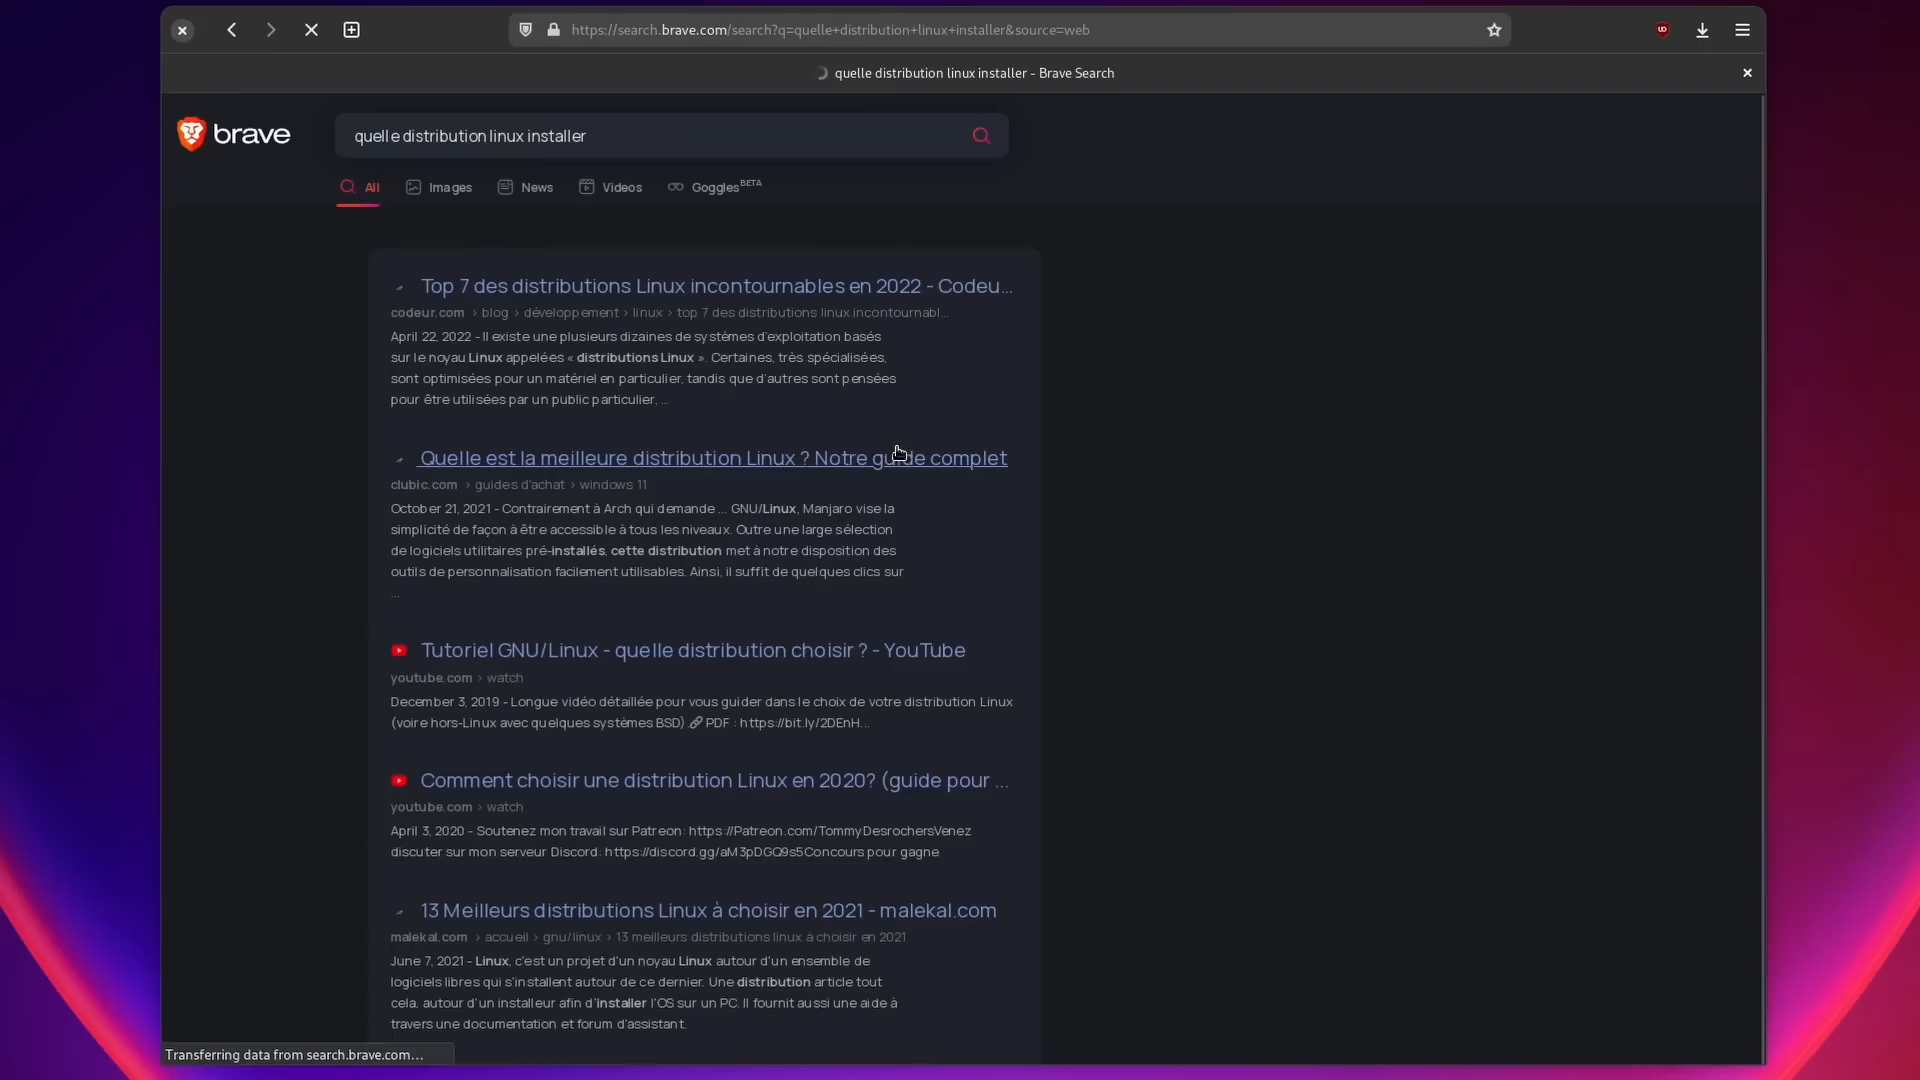 https://search.brave.com/search?q=quelle+distribution+linux+installer&source=web
quelle distribution linux installer - Brave Search
brave
quelle distribution linux installer
All
Images
News
Videos
Goggles BETA
Top 7 des distributions Linux incontournables en 2022 - Codeu...
codeur.com › blog › développement › linux › top 7 des distributions linux incontournabl...
April 22, 2022 - Il existe une plusieurs dizaines de systèmes d'exploitation basés
sur le noyau Linux appelées « distributions Linux ». Certaines, très spécialisées,
sont optimisées pour un matériel en particulier, tandis que d'autres sont pensées
pour être utilisées par un public particulier, ...
Quelle est la meilleure distribution Linux ? Notre guide complet
clubic.com › guides d'achat › windows 11
October 21, 2021 - Contrairement à Arch qui demande ... GNU/Linux, Manjaro vise la
simplicité de façon à être accessible à tous les niveaux. Outre une large sélection
de logiciels utilitaires pré-installés, cette distribution met à notre disposition des
outils de personnalisation facilement utilisables. Ainsi, il suffit de quelques clics sur
...
Tutoriel GNU/Linux - quelle distribution choisir ? - YouTube
youtube.com › watch
December 3, 2019 - Longue vidéo détaillée pour vous guider dans le choix de votre distribution Linux
(voire hors-Linux avec quelques systèmes BSD) 🔗 PDF : https://bit.ly/2DEnH...
Comment choisir une distribution Linux en 2020? (guide pour ...
youtube.com › watch
April 3, 2020 - Soutenez mon travail sur Patreon: https://Patreon.com/TommyDesrochersVenez
discuter sur mon serveur Discord: https://discord.gg/aM3pDGQ9s5Concours pour gagne
13 Meilleurs distributions Linux à choisir en 2021 - malekal.com
malekal.com › accueil › gnu/linux › 13 meilleurs distributions linux à choisir en 2021
June 7, 2021 - Linux, c'est un projet d'un noyau Linux autour d'un ensemble de
logiciels libres qui s'installent autour de ce dernier. Une distribution article tout
cela, autour d'un installeur afin d'installer l'OS sur un PC. Il fournit aussi une aide à
travers une documentation et forum d'assistant.
Transferring data from search.brave.com...